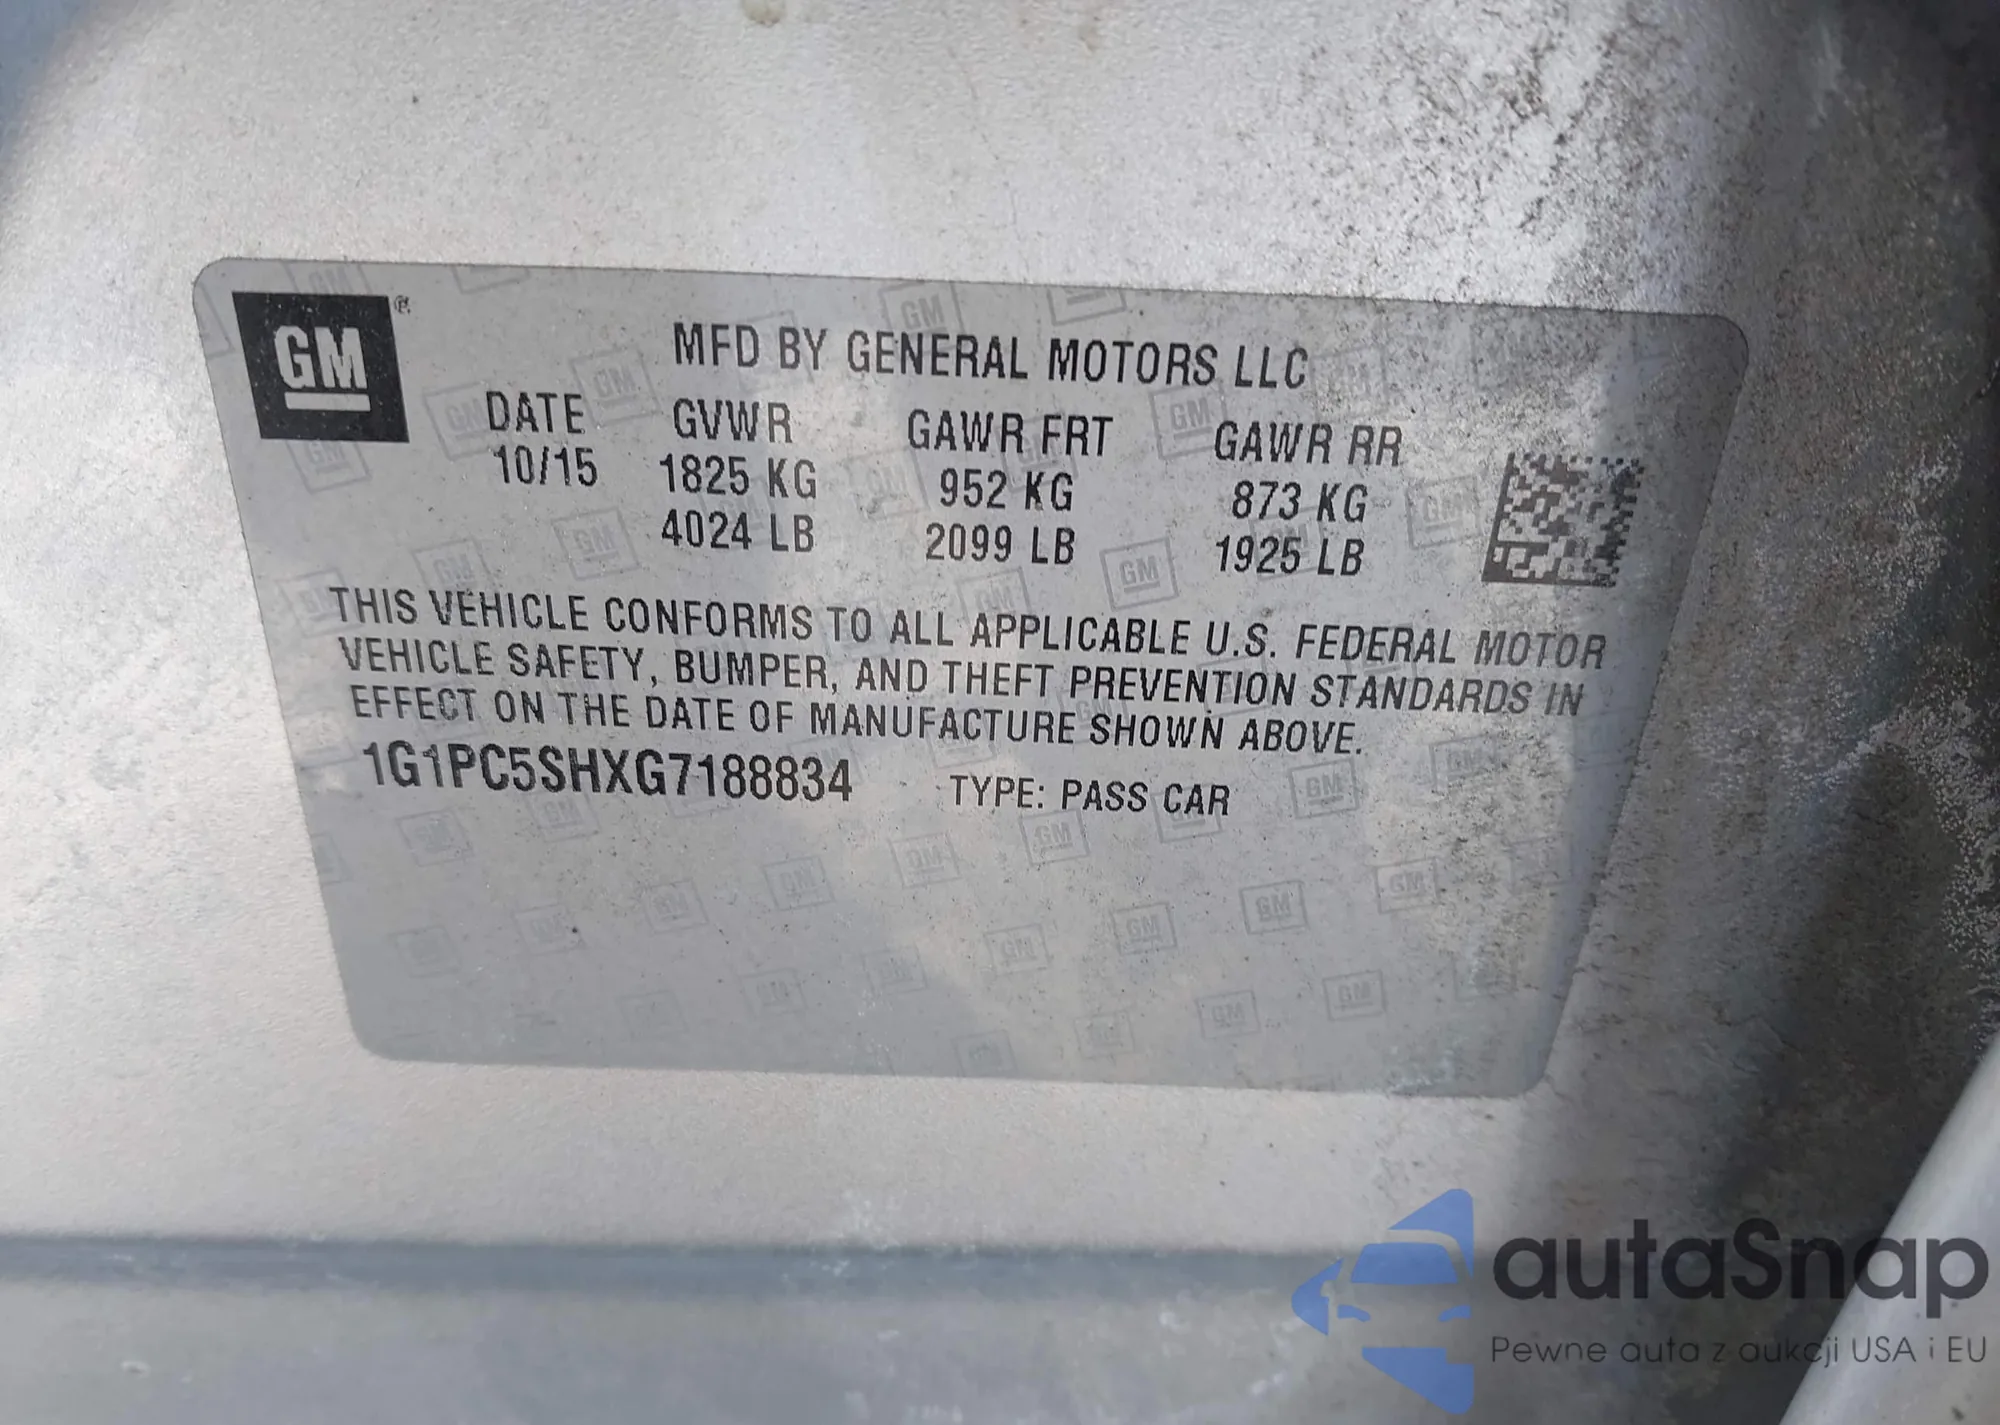 GM
MFD BY GENERAL MOTORS LLC
DATE GVWR GAWR FRT GAWR RR
10/15 1825 KG 952 KG 873 KG
4024 LB 2099 LB 1925 LB
THIS VEHICLE CONFORMS TO ALL APPLICABLE U.S. FEDERAL MOTOR
VEHICLE SAFETY, BUMPER, AND THEFT PREVENTION STANDARDS IN
EFFECT ON THE DATE OF MANUFACTURE SHOWN ABOVE.
1G1PC5SHXG7188834 TYPE: PASS CAR
autaSnap
Pewne auta z aukcji USA i EU